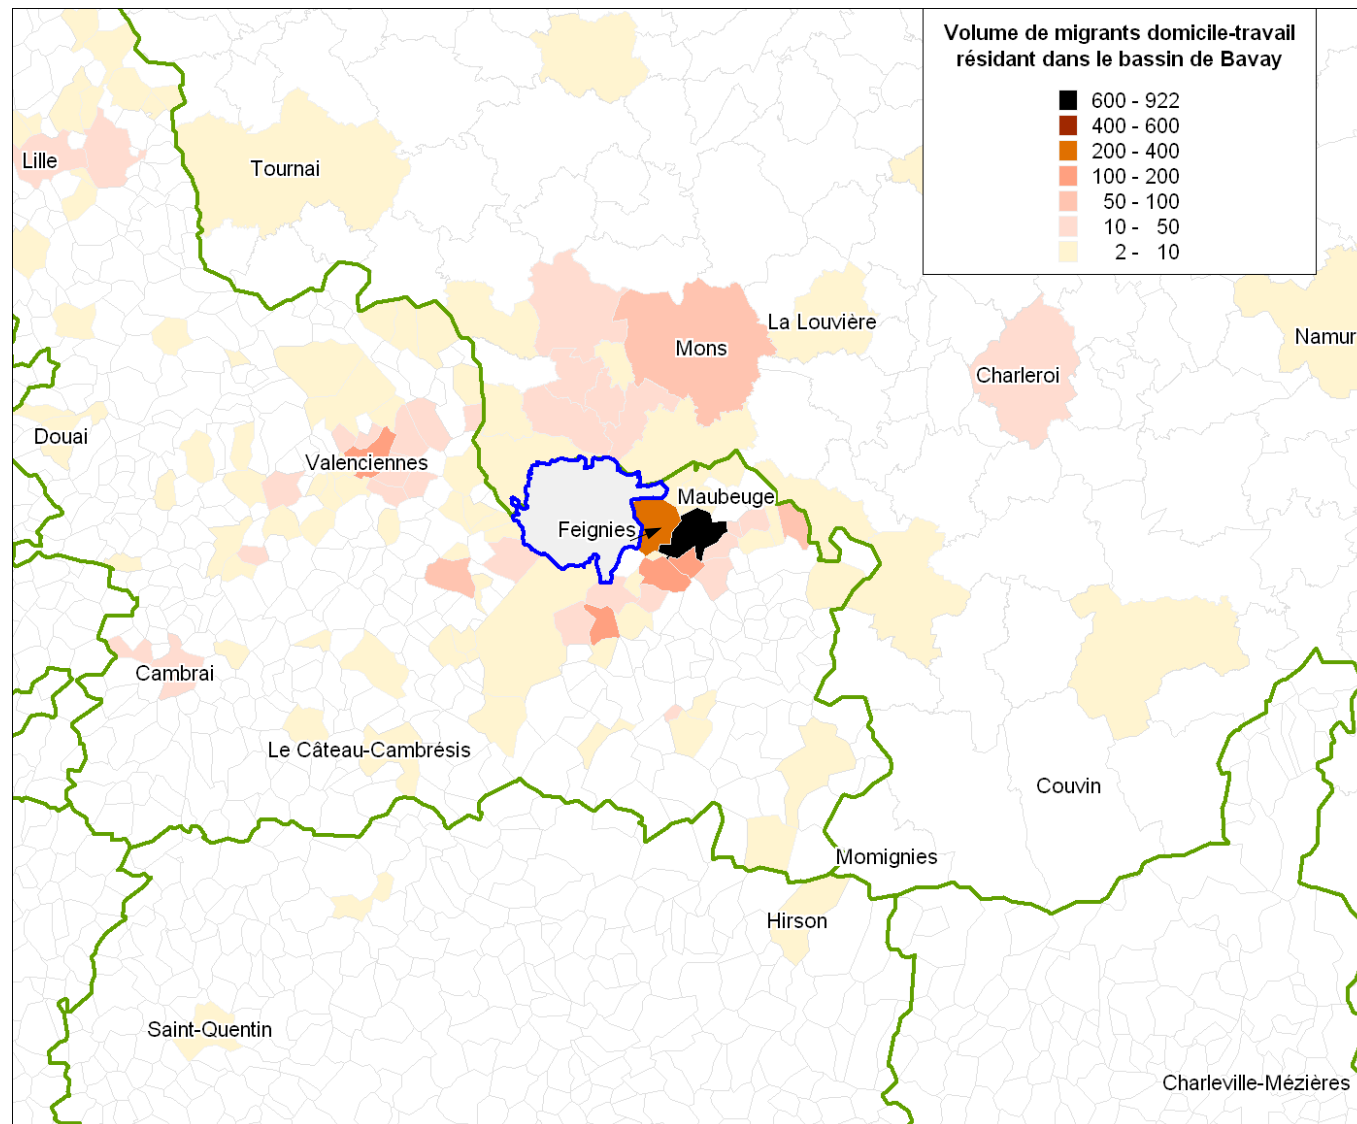 Volume de migrants domicile-travail
résidant dans le bassin de Bavay
600 - 922
400 - 600
200 - 400
100 - 200
50 - 100
10 - 50
2 - 10
Lille
Tournai
La Louvière
Namur
Mons
Charleroi
Douai
Valenciennes
Maubeuge
Feignies
Cambrai
Le Câteau-Cambrésis
Couvin
Momignies
Hirson
Saint-Quentin
Charleville-Mézières